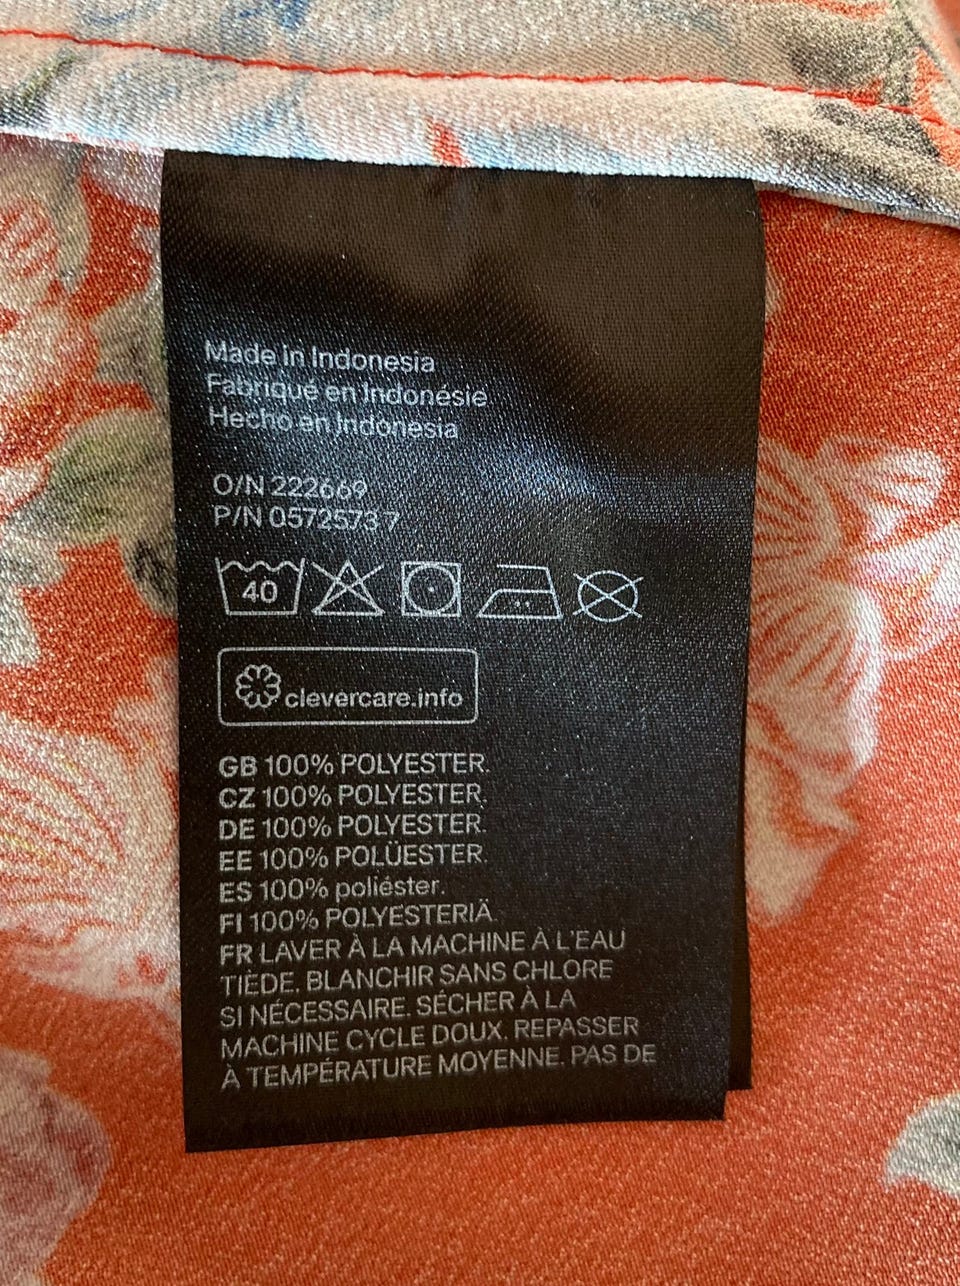 Made in Indonesia
Fabriqué en Indonésie
Hecho en Indonesia
O/N 222669
P/N 0572573 7
40
clevercare.info
GB 100% POLYESTER.
CZ 100% POLYESTER.
DE 100% POLYESTER.
EE 100% POLÜESTER.
ES 100% poliéster.
FI 100% POLYESTERIÄ.
FR LAVER À LA MACHINE À L'EAU
TIÈDE. BLANCHIR SANS CHLORE
SI NÉCESSAIRE. SÉCHER À LA
MACHINE CYCLE DOUX. REPASSER
À TEMPÉRATURE MOYENNE. PAS DE